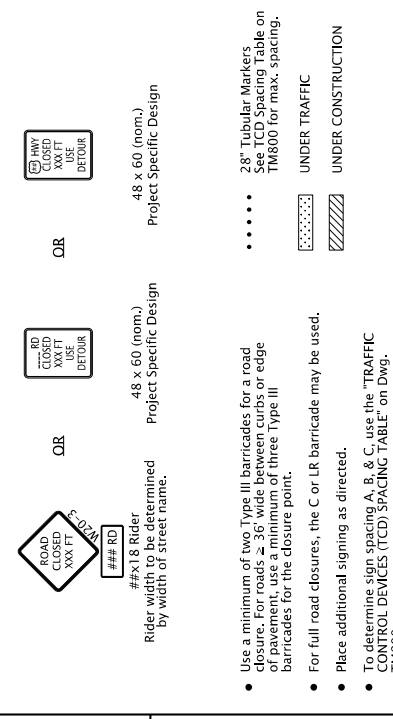 ROAD
CLOSED
XXX FT
W20-3
### RD
##x18 Rider
Rider width to be determined
by width of street name.
OR
---- RD
CLOSED
XXX FT
USE
DETOUR
48 x 60 (nom.)
Project Specific Design
OR
## HWY
CLOSED
XXX FT
USE
DETOUR
48 x 60 (nom.)
Project Specific Design
• Use a minimum of two Type III barricades for a road
closure. For roads ≥ 36' wide between curbs or edge
of pavement, use a minimum of three Type III
barricades for the closure point.
• For full road closures, the C or LR barricade may be used.
• Place additional signing as directed.
• To determine sign spacing A, B, & C, use the "TRAFFIC
CONTROL DEVICES (TCD) SPACING TABLE" on Dwg.
28" Tubular Markers
See TCD Spacing Table on
TM800 for max. spacing.
UNDER TRAFFIC
UNDER CONSTRUCTION